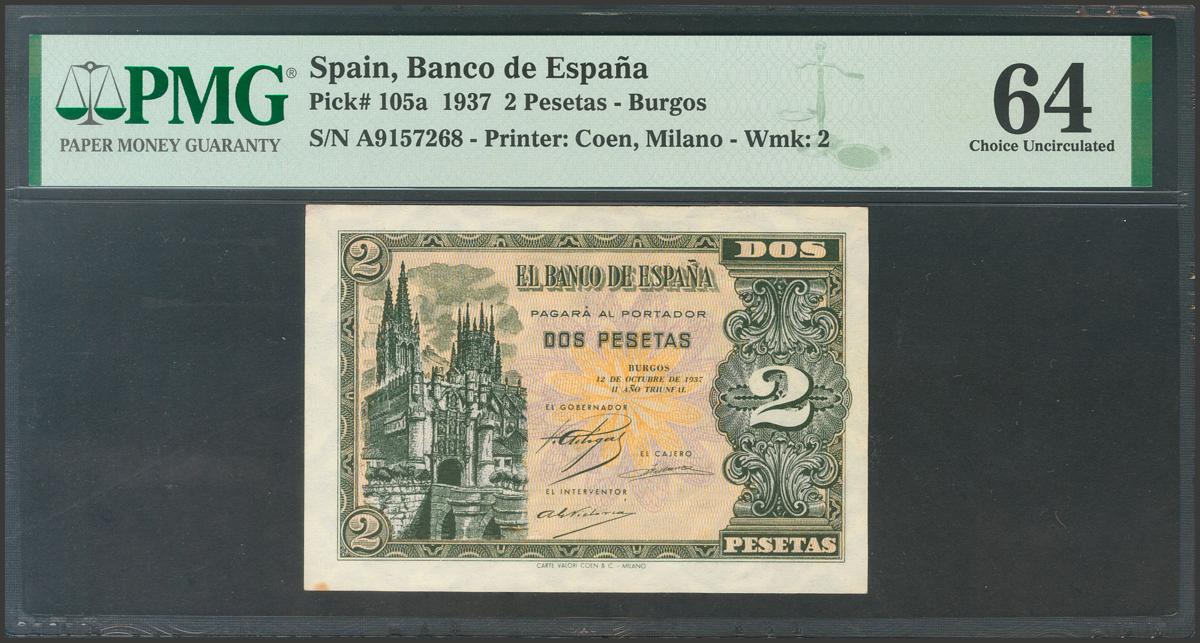 PMG®
PAPER MONEY GUARANTY
Spain, Banco de España
Pick# 105a 1937 2 Pesetas - Burgos
S/N A9157268 - Printer: Coen, Milano - Wmk: 2
64
Choice Uncirculated
2
DOS
EL BANCO DE ESPAÑA
PAGARÀ AL PORTADOR
DOS PESETAS
BURGOS
12 DE OCTUBRE DE 1937
II AÑO TRIUNFAL
2
EL GOBERNADOR
EL CAJERO
EL INTERVENTOR
2
PESETAS
CARTE VALORI COEN & C. - MILANO